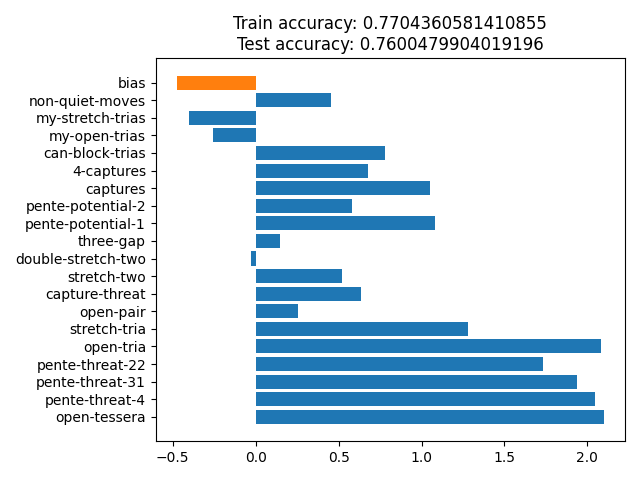 Train accuracy: 0.7704360581410855
Test accuracy: 0.7600479904019196
bias
non-quiet-moves
my-stretch-trias
my-open-trias
can-block-trias
4-captures
captures
pente-potential-2
pente-potential-1
three-gap
double-stretch-two
stretch-two
capture-threat
open-pair
stretch-tria
open-tria
pente-threat-22
pente-threat-31
pente-threat-4
open-tessera
−0.5 0.0 0.5 1.0 1.5 2.0